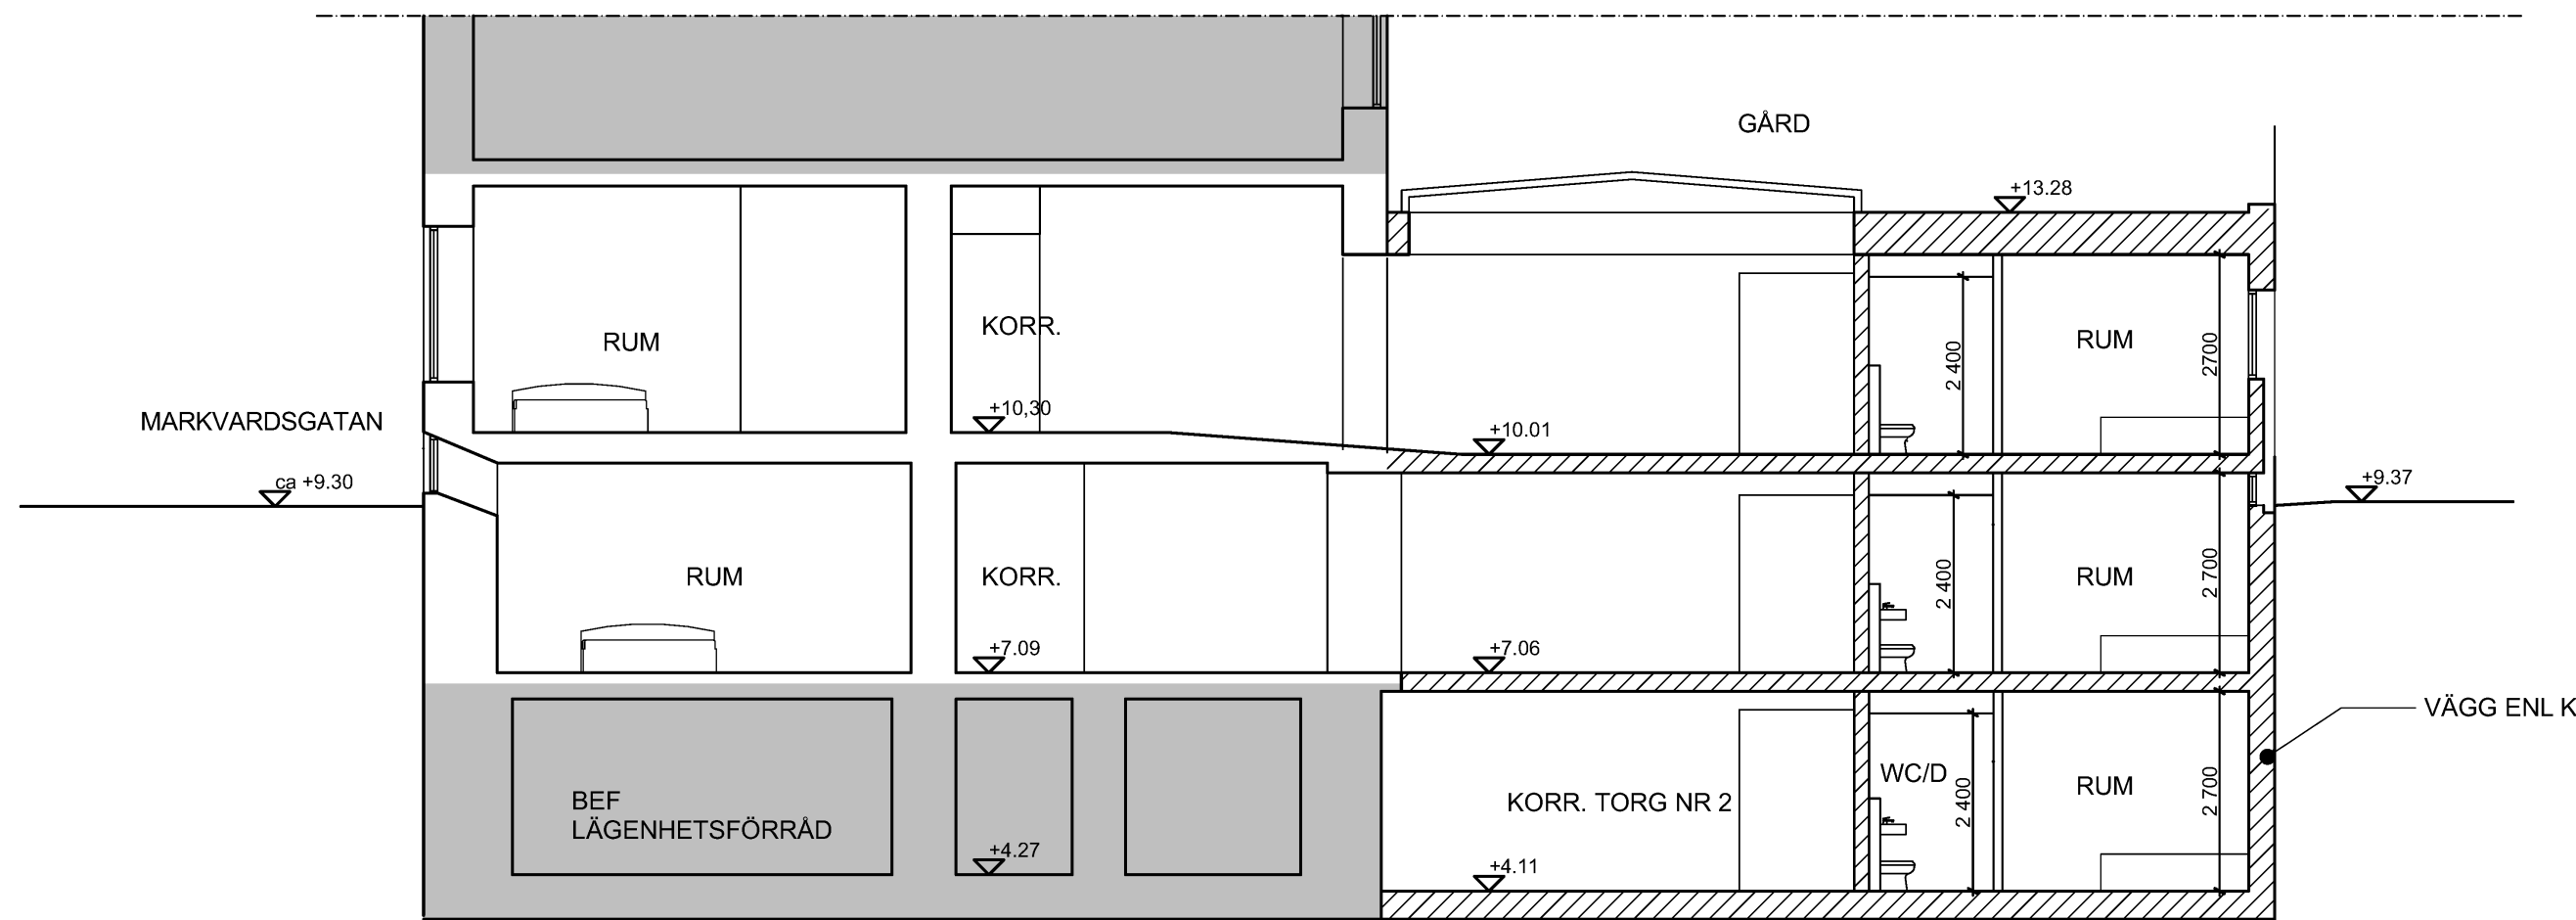 GÅRD
+13.28
RUM
KORR.
2 400
RUM
2700
MARKVARDSGATAN
+10,30
+10.01
ca +9.30
+9.37
RUM
KORR.
2 400
RUM
2 700
+7.09
+7.06
VÄGG ENL K
BEF
LÄGENHETSFÖRRÅD
KORR. TORG NR 2
WC/D
2 400
RUM
2 700
+4.27
+4.11